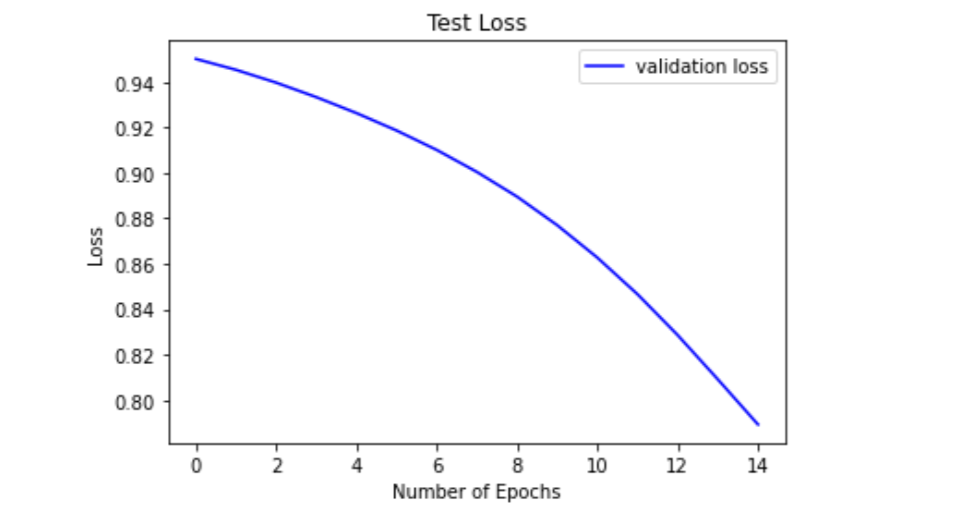 Test Loss
validation loss
0.94
0.92
0.90
0.88
0.86
0.84
0.82
0.80
Loss
0 2 4 6 8 10 12 14
Number of Epochs